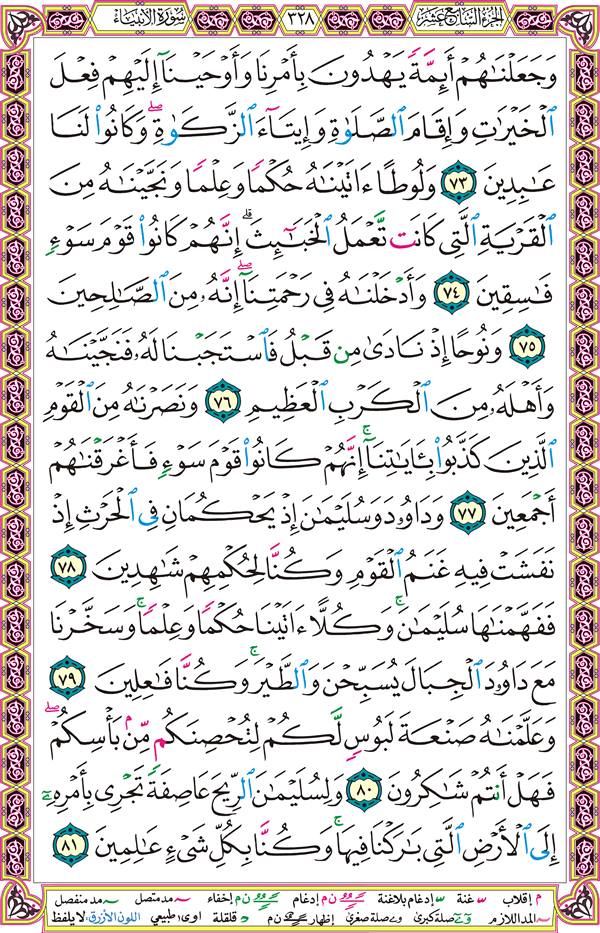 الجزء السابع عشر ٣٢٨ سورة الأنبياء
وَجَعَلْنَٰهُمْ أَئِمَّةً يَهْدُونَ بِأَمْرِنَا وَأَوْحَيْنَآ إِلَيْهِمْ فِعْلَ
ٱلْخَيْرَٰتِ وَإِقَامَ ٱلصَّلَوٰةِ وَإِيتَآءَ ٱلزَّكَوٰةِ ۖ وَكَانُوا۟ لَنَا
عَٰبِدِينَ ٧٣ وَلُوطًا ءَاتَيْنَٰهُ حُكْمًا وَعِلْمًا وَنَجَّيْنَٰهُ مِنَ
ٱلْقَرْيَةِ ٱلَّتِى كَانَت تَّعْمَلُ ٱلْخَبَٰٓئِثَ ۗ إِنَّهُمْ كَانُوا۟ قَوْمَ سَوْءٍ
فَٰسِقِينَ ٧٤ وَأَدْخَلْنَٰهُ فِى رَحْمَتِنَآ ۖ إِنَّهُۥ مِنَ ٱلصَّٰلِحِينَ
٧٥ وَنُوحًا إِذْ نَادَىٰ مِن قَبْلُ فَٱسْتَجَبْنَا لَهُۥ فَنَجَّيْنَٰهُ
وَأَهْلَهُۥ مِنَ ٱلْكَرْبِ ٱلْعَظِيمِ ٧٦ وَنَصَرْنَٰهُ مِنَ ٱلْقَوْمِ
ٱلَّذِينَ كَذَّبُوا۟ بِـَٔايَٰتِنَآ ۚ إِنَّهُمْ كَانُوا۟ قَوْمَ سَوْءٍ فَأَغْرَقْنَٰهُمْ
أَجْمَعِينَ ٧٧ وَدَاوُۥدَ وَسُلَيْمَٰنَ إِذْ يَحْكُمَانِ فِى ٱلْحَرْثِ إِذْ
نَفَشَتْ فِيهِ غَنَمُ ٱلْقَوْمِ وَكُنَّا لِحُكْمِهِمْ شَٰهِدِينَ ٧٨
فَفَهَّمْنَٰهَا سُلَيْمَٰنَ ۚ وَكُلًّا ءَاتَيْنَا حُكْمًا وَعِلْمًا ۚ وَسَخَّرْنَا
مَعَ دَاوُۥدَ ٱلْجِبَالَ يُسَبِّحْنَ وَٱلطَّيْرَ ۚ وَكُنَّا فَٰعِلِينَ ٧٩
وَعَلَّمْنَٰهُ صَنْعَةَ لَبُوسٍ لَّكُمْ لِتُحْصِنَكُم مِّنۢ بَأْسِكُمْ ۖ
فَهَلْ أَنتُمْ شَٰكِرُونَ ٨٠ وَلِسُلَيْمَٰنَ ٱلرِّيحَ عَاصِفَةً تَجْرِى بِأَمْرِهِۦٓ
إِلَى ٱلْأَرْضِ ٱلَّتِى بَٰرَكْنَا فِيهَا ۚ وَكُنَّا بِكُلِّ شَىْءٍ عَٰلِمِينَ ٨١
م إقلاب غنة إدغام بلاغنة ن م إدغام ن م إخفاء مد متصل مد منفصل
المد اللازم صلة كبرى صلة صغرى إظهار ن م قلقلة اوى طبيعي اللون الأزرق: لا يلفظ